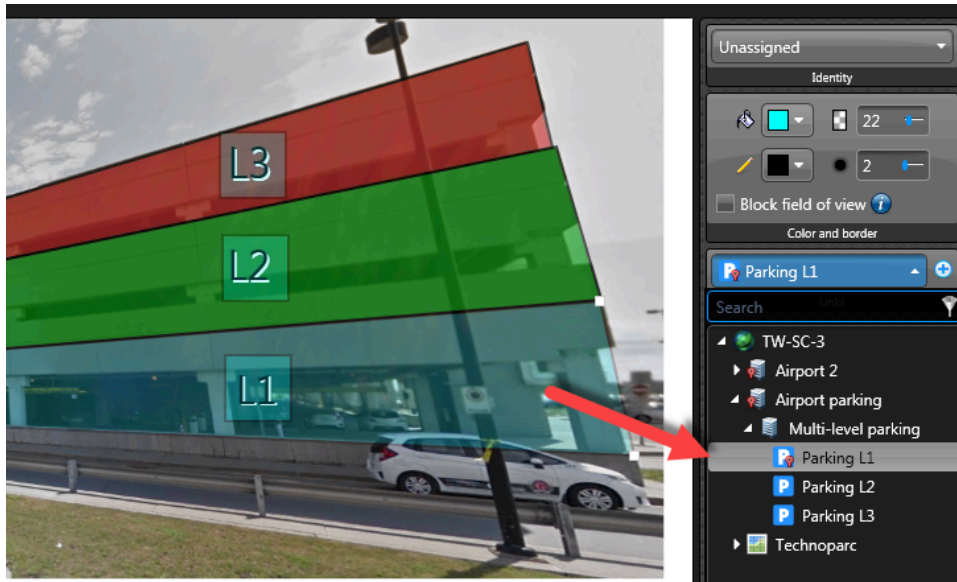 L3
L2
L1
Unassigned
Identity
22
2
Block field of view
Color and border
Parking L1
Search
Links
TW-SC-3
Airport 2
Airport parking
Multi-level parking
Parking L1
Parking L2
Parking L3
Technoparc